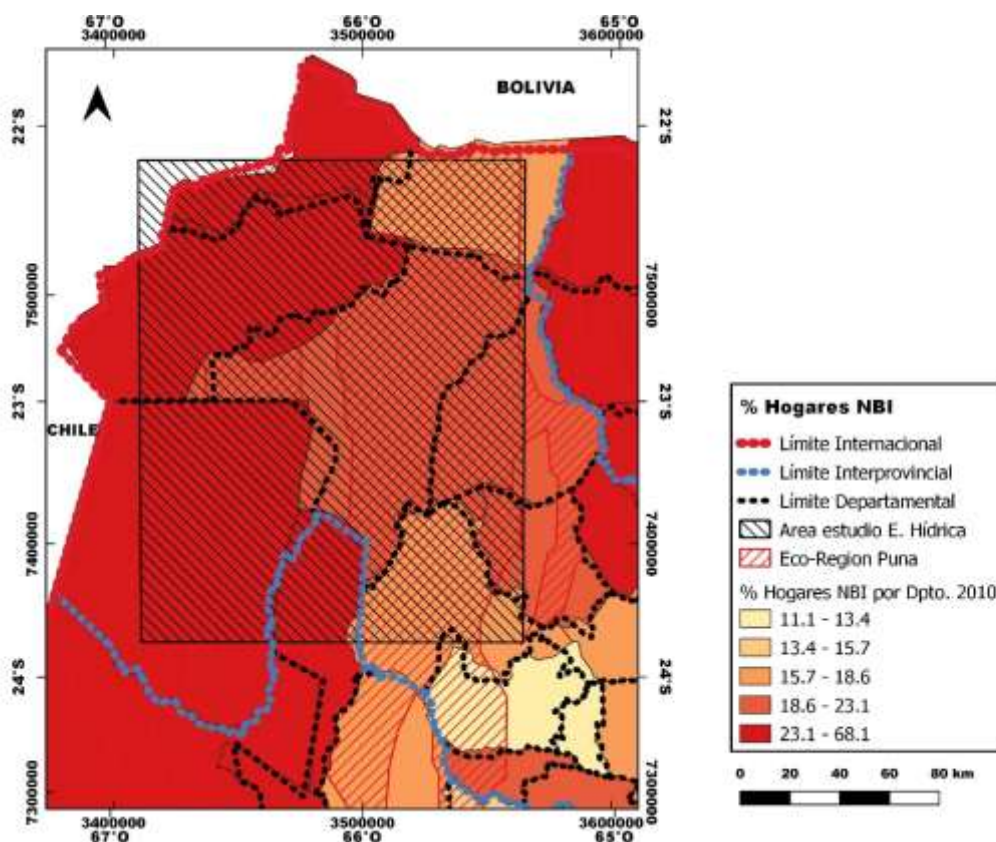 67°O 66°O 65°O
3400000 3500000 3600000
BOLIVIA
22°S 22°S
7500000 7500000
23°S 23°S
CHILE
7400000 7400000
24°S 24°S
7300000 7300000
3400000 3500000 3600000
67°O 66°O 65°O
% Hogares NBI
Límite Internacional
Límite Interprovincial
Límite Departamental
Area estudio E. Hídrica
Eco-Region Puna
% Hogares NBI por Dpto. 2010
11.1 - 13.4
13.4 - 15.7
15.7 - 18.6
18.6 - 23.1
23.1 - 68.1
0 20 40 60 80 km